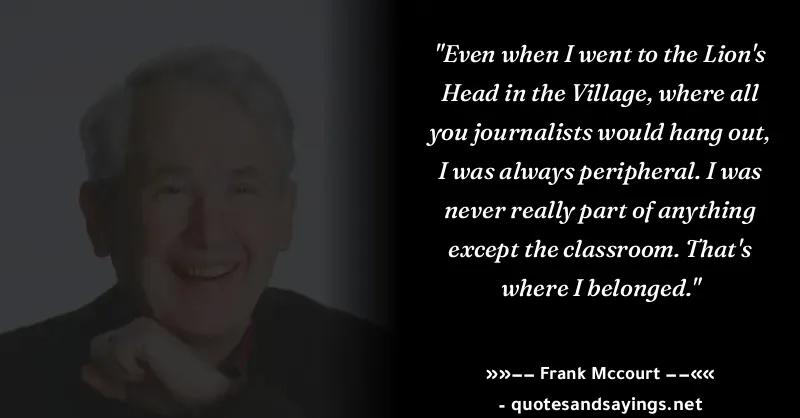 "Even when I went to the Lion's
Head in the Village, where all
you journalists would hang out,
I was always peripheral. I was
never really part of anything
except the classroom. That's
where I belonged."
»»–– Frank Mccourt ––««
- quotesandsayings.net